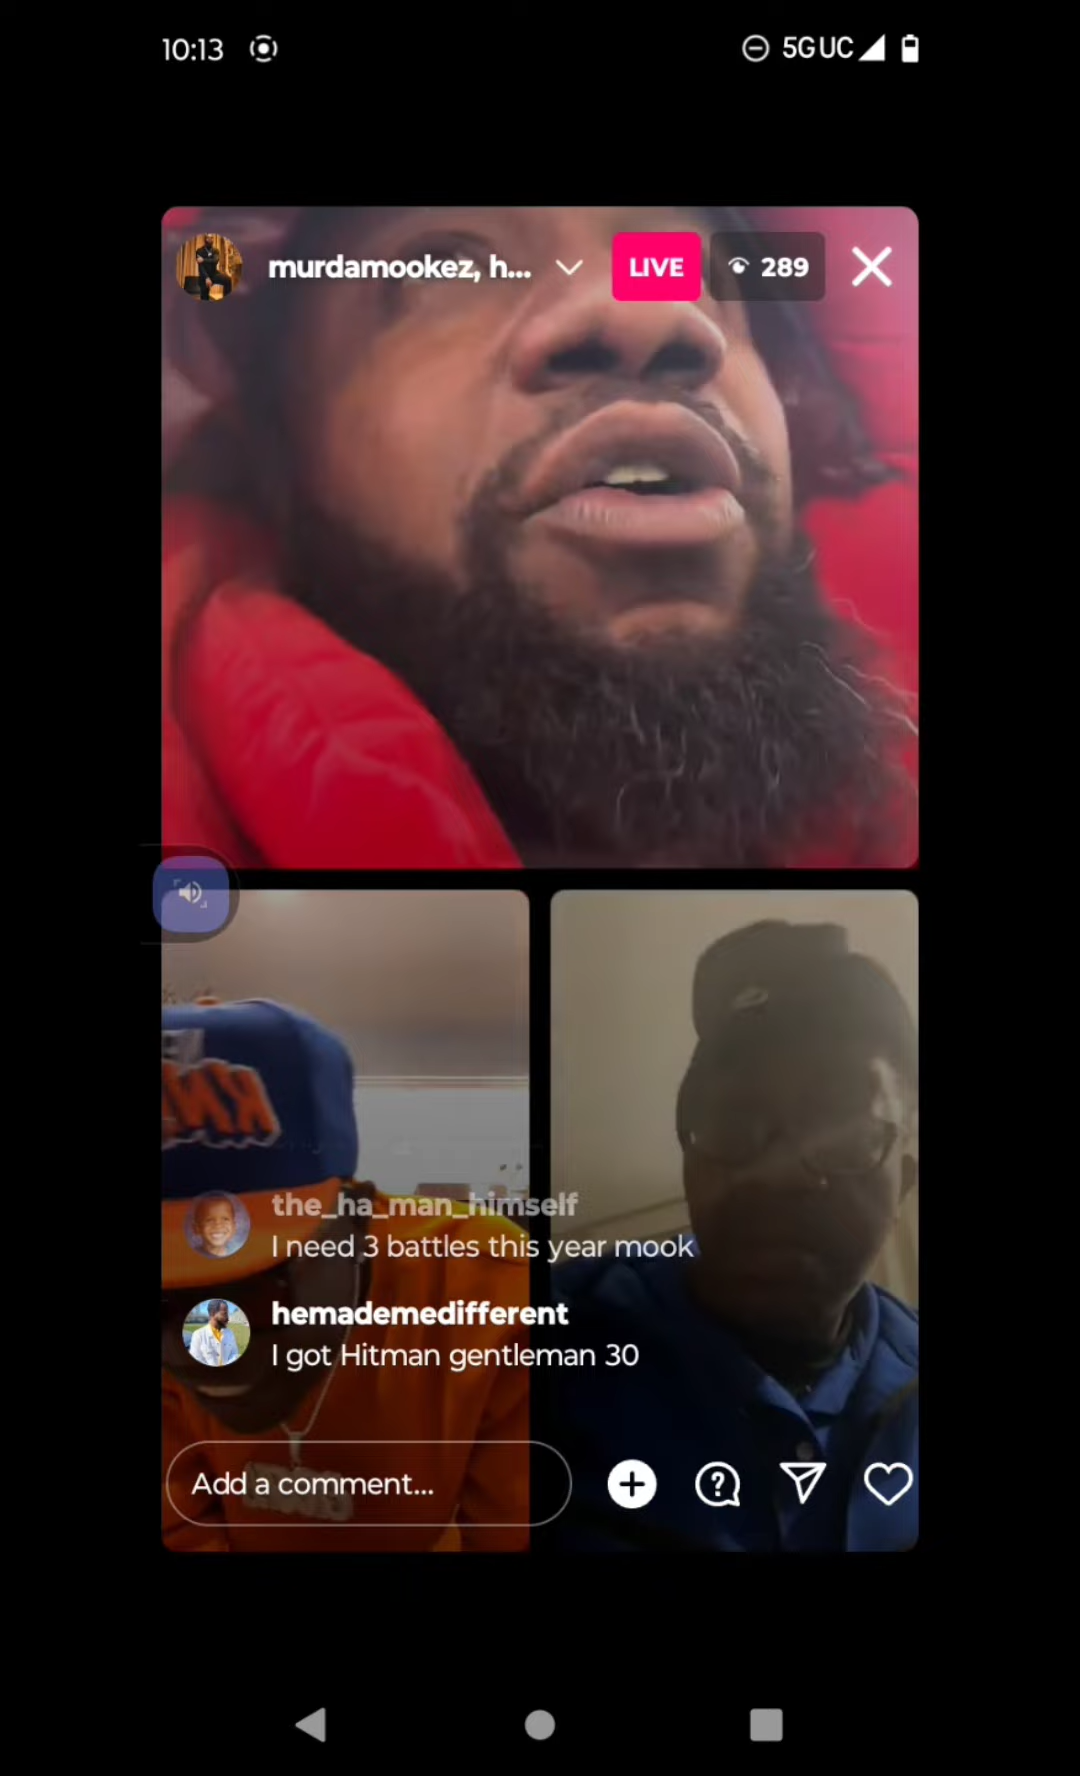 10:13
5G UC
murdamookez, h...
LIVE
289
the_ha_man_himself
I need 3 battles this year mook
hemademedifferent
I got Hitman gentleman 30
Add a comment...